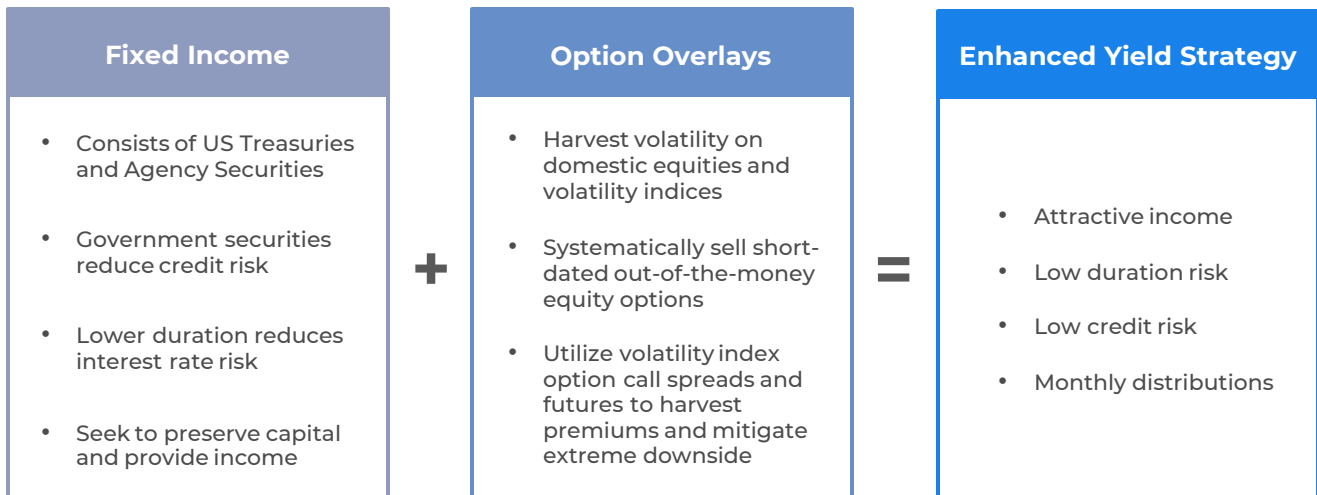 Fixed Income
• Consists of US Treasuries
and Agency Securities
• Government securities
reduce credit risk
• Lower duration reduces
interest rate risk
• Seek to preserve capital
and provide income
+
Option Overlays
• Harvest volatility on
domestic equities and
volatility indices
• Systematically sell short-
dated out-of-the-money
equity options
• Utilize volatility index
option call spreads and
futures to harvest
premiums and mitigate
extreme downside
=
Enhanced Yield Strategy
• Attractive income
• Low duration risk
• Low credit risk
• Monthly distributions